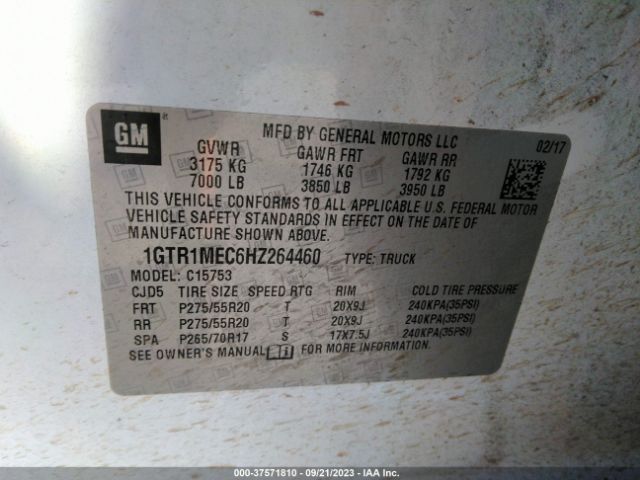 GM
MFD BY GENERAL MOTORS LLC 02/17
GVWR GAWR FRT GAWR RR
3175 KG 1746 KG 1792 KG
7000 LB 3850 LB 3950 LB
THIS VEHICLE CONFORMS TO ALL APPLICABLE U.S. FEDERAL MOTOR
VEHICLE SAFETY STANDARDS IN EFFECT ON THE DATE OF
MANUFACTURE SHOWN ABOVE.
1GTR1MEC6HZ264460 TYPE: TRUCK
MODEL: C15753
CJD5 TIRE SIZE SPEED RTG RIM COLD TIRE PRESSURE
FRT P275/55R20 T 20X9J 240KPA(35PSI)
RR P275/55R20 T 20X9J 240KPA(35PSI)
SPA P265/70R17 S 17X7.5J 240KPA(35PSI)
SEE OWNER'S MANUAL FOR MORE INFORMATION.
000-37571810 - 09/21/2023 - IAA Inc.